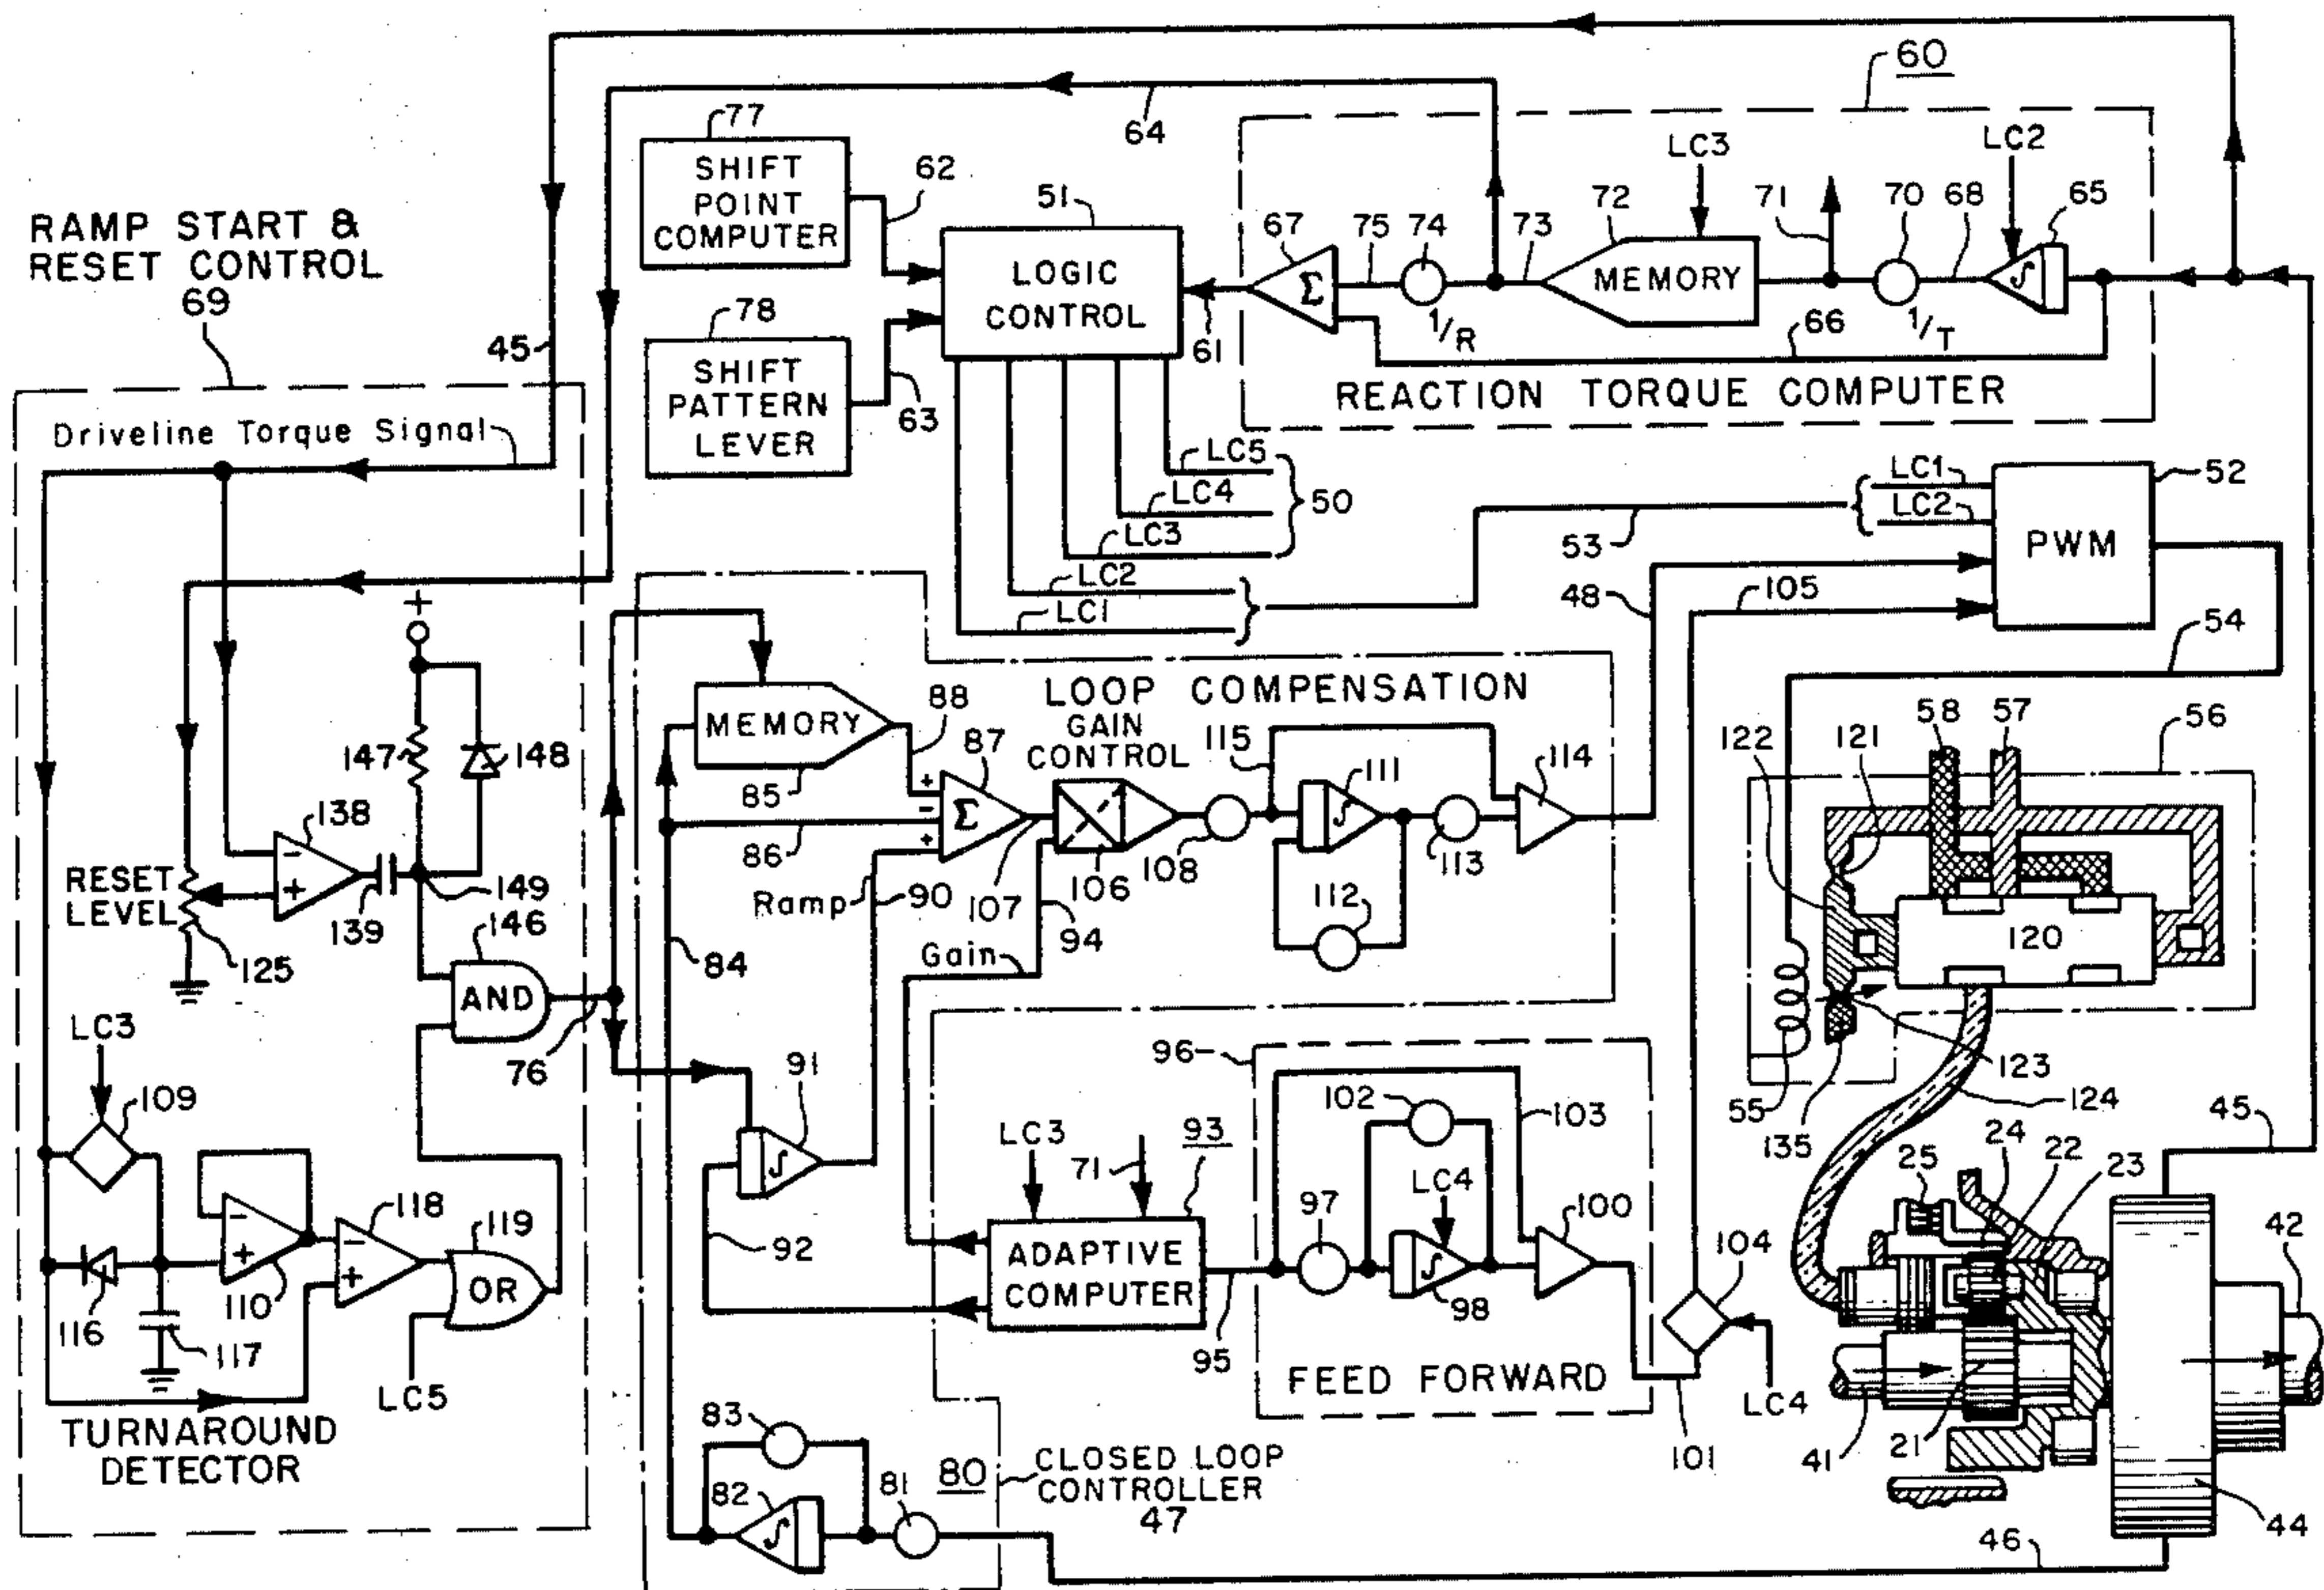 60
77
SHIFT
POINT
COMPUTER
62
64
LC3
LC2
RAMP START &
RESET CONTROL
69
51
LOGIC
CONTROL
67
Σ
75
74
73
72
MEMORY
71
70
68
65
∫
1/R
1/T
66
61
45
78
SHIFT
PATTERN
LEVER
63
REACTION TORQUE COMPUTER
Driveline Torque Signal
LC5
LC4
LC3
50
LC2
LC1
53
LC1
LC2
52
PWM
48
105
54
+
147
148
138
-
+
139
149
RESET
LEVEL
125
146
AND
76
LOOP COMPENSATION
GAIN
CONTROL
MEMORY
85
88
87
+
-
+
Σ
86
Ramp
90
107
106
94
Gain
108
115
111
∫
112
113
114
84
58
57
56
122
121
120
55
135
123
124
LC3
109
-
+
110
118
-
+
119
OR
116
117
LC5
TURNAROUND
DETECTOR
91
∫
92
LC3
71
93
ADAPTIVE
COMPUTER
95
96
102
103
97
LC4
∫
98
100
FEED FORWARD
104
LC4
101
45
25
24
22
23
42
41
21
44
46
83
82
∫
81
80
CLOSED LOOP
CONTROLLER
47